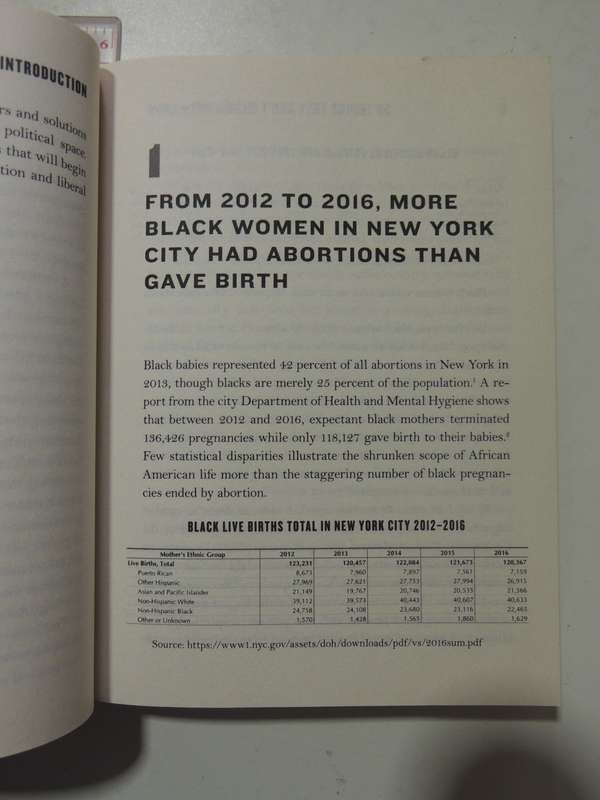 6
INTRODUCTION
rs and solutions
political space.
s that will begin
tion and liberal
1
FROM 2012 TO 2016, MORE
BLACK WOMEN IN NEW YORK
CITY HAD ABORTIONS THAN
GAVE BIRTH
Black babies represented 42 percent of all abortions in New York in
2013, though blacks are merely 25 percent of the population.¹ A re-
port from the city Department of Health and Mental Hygiene shows
that between 2012 and 2016, expectant black mothers terminated
136,426 pregnancies while only 118,127 gave birth to their babies.²
Few statistical disparities illustrate the shrunken scope of African
American life more than the staggering number of black pregnan-
cies ended by abortion.
BLACK LIVE BIRTHS TOTAL IN NEW YORK CITY 2012–2016
Mother's Ethnic Group 2012 2013 2014 2015 2016
Live Births, Total 123,231 120,457 122,084 121,673 120,367
Puerto Rican 8,673 7,960 7,897 7,561 7,159
Other Hispanic 27,969 27,621 27,753 27,994 26,915
Asian and Pacific Islander 21,149 19,767 20,746 20,535 21,566
Non-Hispanic White 39,112 39,573 40,443 40,607 40,633
Non-Hispanic Black 24,758 24,108 23,680 23,116 22,465
Other or Unknown 1,570 1,428 1,565 1,860 1,629
Source: https://www1.nyc.gov/assets/doh/downloads/pdf/vs/2016sum.pdf